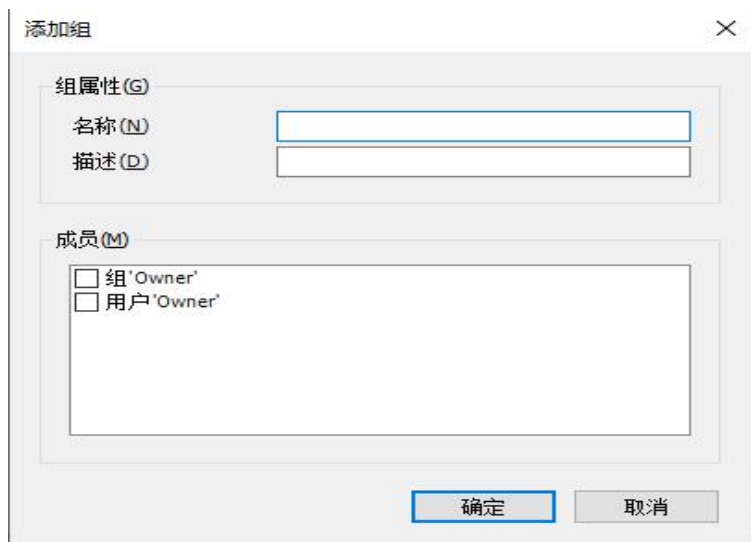 添加组
组属性(G)
名称(N)
描述(D)
成员(M)
组'Owner'
用户'Owner'
确定 取消